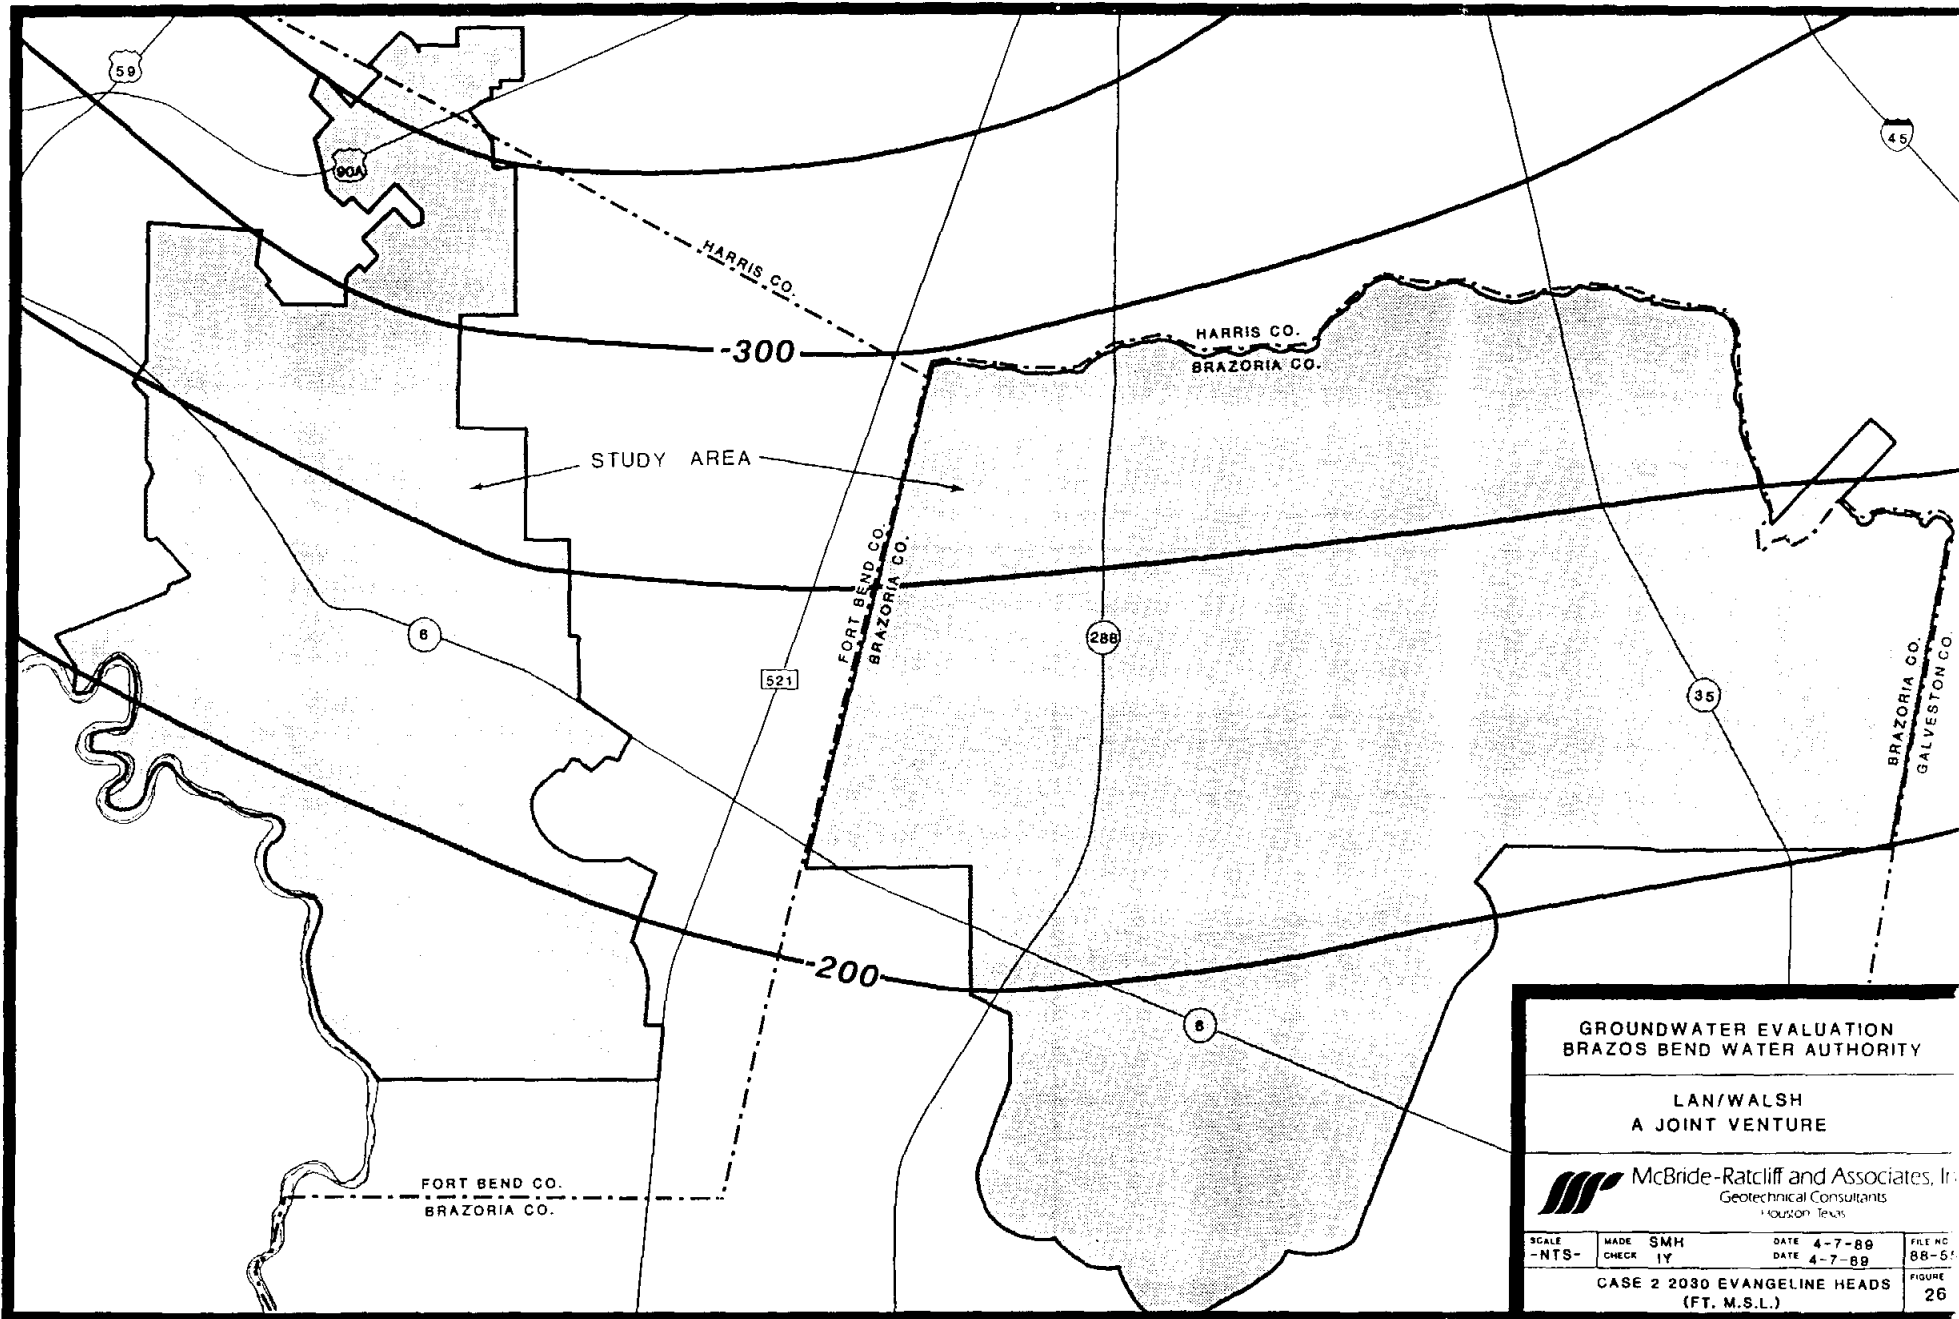 59
90A
45
HARRIS CO.
-300
HARRIS CO.
BRAZORIA CO.
STUDY AREA
FORT BEND CO.
BRAZORIA CO.
6
288
521
35
BRAZORIA CO.
GALVESTON CO
-200
6
FORT BEND CO.
BRAZORIA CO.
GROUNDWATER EVALUATION
BRAZOS BEND WATER AUTHORITY
LAN/WALSH
A JOINT VENTURE
McBride-Ratcliff and Associates,
Geotechnical Consultants
Houston Texas
SCALE
-NTS-
MADE SMH
CHECK IY
DATE 4-7-89
DATE 4-7-89
FILE NO
CASE 2 2030 EVANGELINE HEADS
(FT. M.S.L.)
FIGURE
26